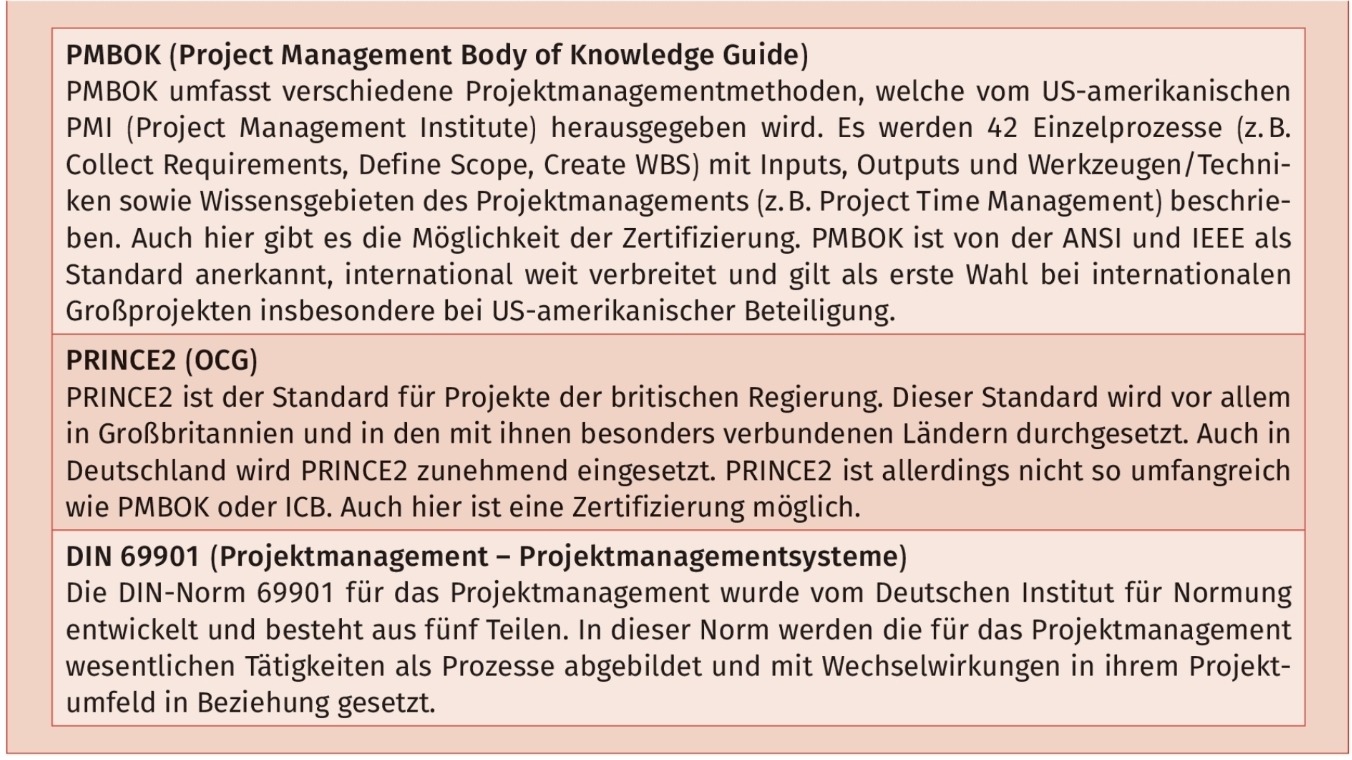 PMBOK (Project Management Body of Knowledge Guide)
PMBOK umfasst verschiedene Projektmanagementmethoden, welche vom US-amerikanischen
PMI (Project Management Institute) herausgegeben wird. Es werden 42 Einzelprozesse (z. B.
Collect Requirements, Define Scope, Create WBS) mit Inputs, Outputs und Werkzeugen/Techni-
ken sowie Wissensgebieten des Projektmanagements (z. B. Project Time Management) beschrie-
ben. Auch hier gibt es die Möglichkeit der Zertifizierung. PMBOK ist von der ANSI und IEEE als
Standard anerkannt, international weit verbreitet und gilt als erste Wahl bei internationalen
Großprojekten insbesondere bei US-amerikanischer Beteiligung.
PRINCE2 (OCG)
PRINCE2 ist der Standard für Projekte der britischen Regierung. Dieser Standard wird vor allem
in Großbritannien und in den mit ihnen besonders verbundenen Ländern durchgesetzt. Auch in
Deutschland wird PRINCE2 zunehmend eingesetzt. PRINCE2 ist allerdings nicht so umfangreich
wie PMBOK oder ICB. Auch hier ist eine Zertifizierung möglich.
DIN 69901 (Projektmanagement – Projektmanagementsysteme)
Die DIN-Norm 69901 für das Projektmanagement wurde vom Deutschen Institut für Normung
entwickelt und besteht aus fünf Teilen. In dieser Norm werden die für das Projektmanagement
wesentlichen Tätigkeiten als Prozesse abgebildet und mit Wechselwirkungen in ihrem Projekt-
umfeld in Beziehung gesetzt.